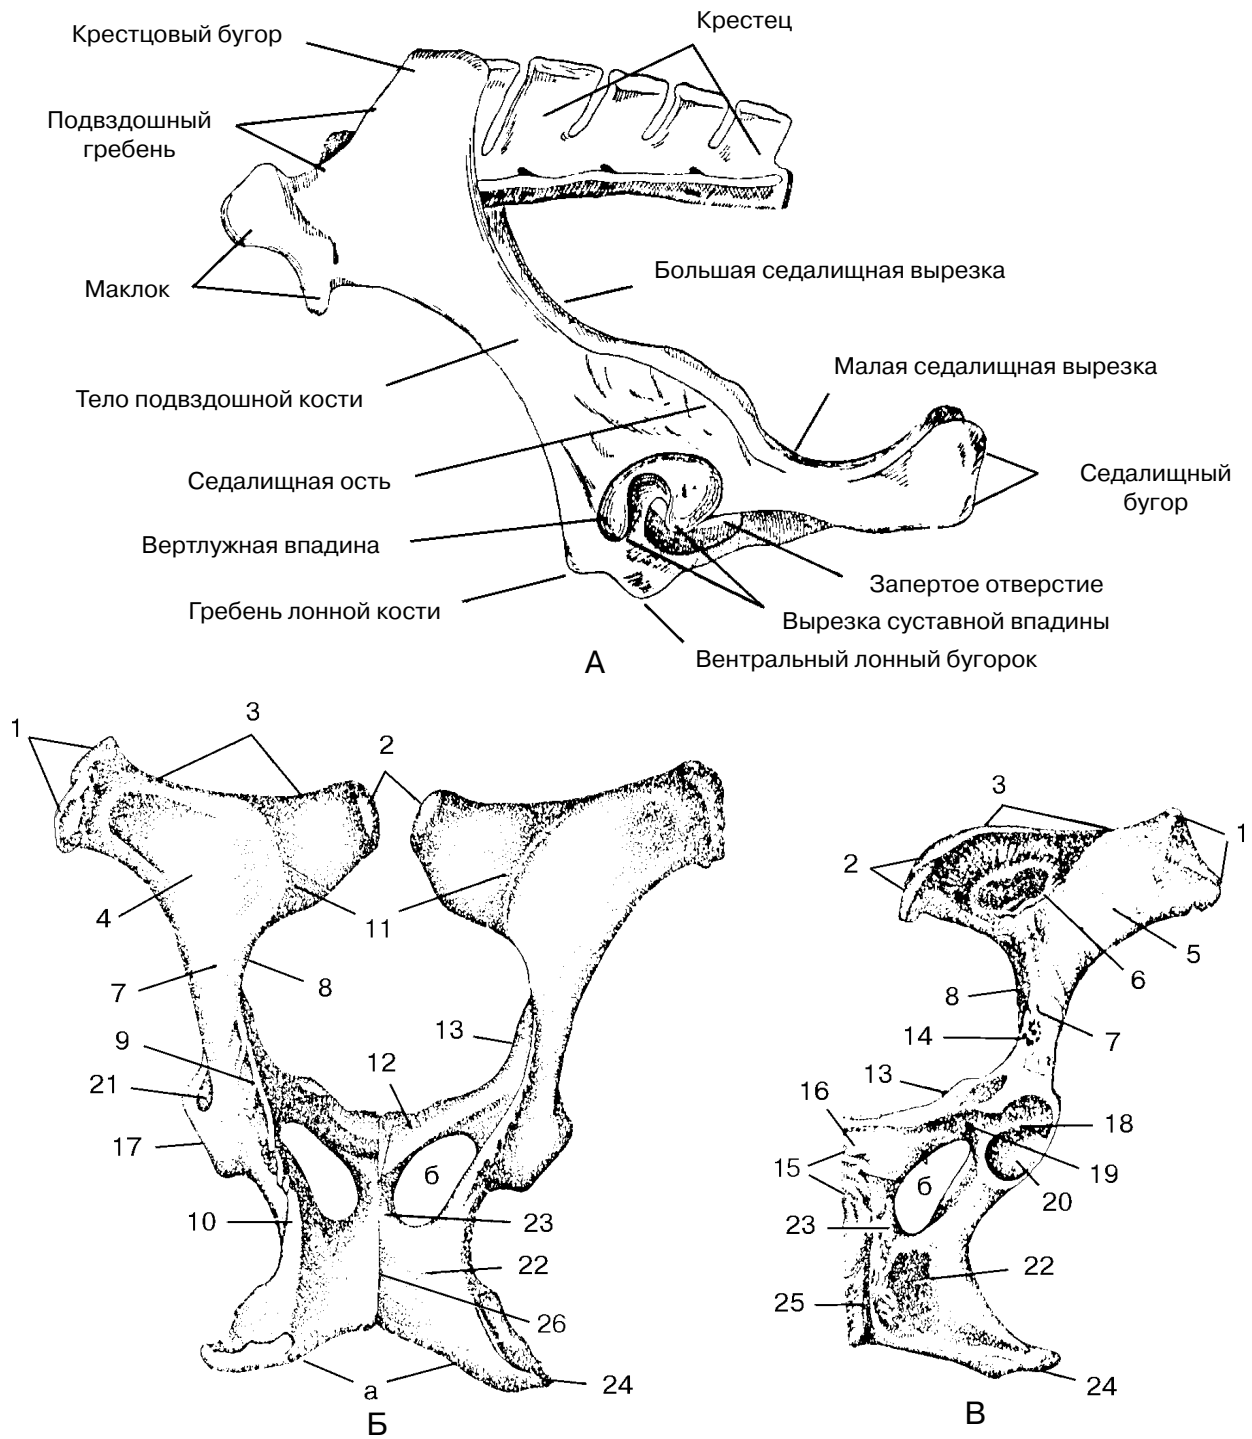 Крестцовый бугор
Крестец
Подвздошный
гребень
Маклок
Большая седалищная вырезка
Тело подвздошной кости
Малая седалищная вырезка
Седалищная ость
Седалищный
бугор
Вертлужная впадина
Запертое отверстие
Гребень лонной кости
Вырезка суставной впадины
Вентральный лонный бугорок
А
1
3
2
4
11
7
8
9
13
12
21
17
б
10
23
22
26
а
24
Б
3
1
2
5
6
8
7
14
13
16
18
15
19
б
20
23
22
25
24
В